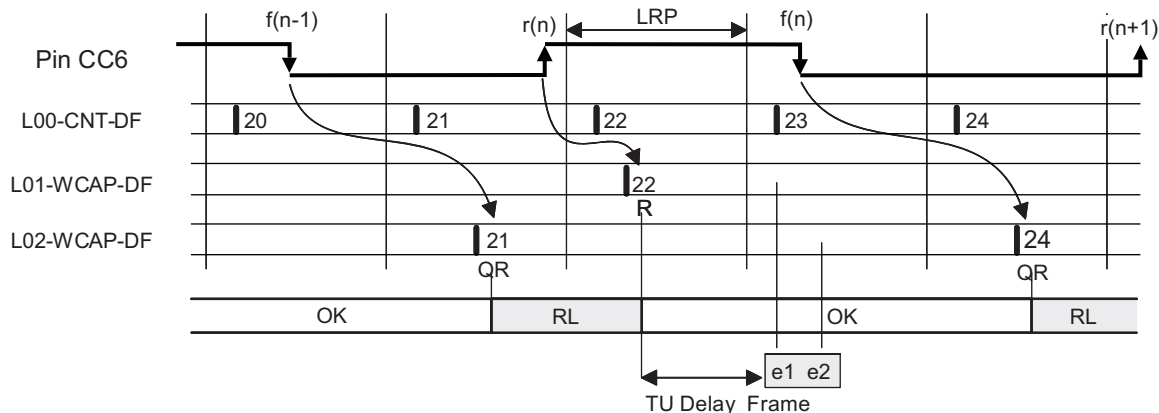 f(n-1) r(n) LRP f(n) r(n+1)
Pin CC6
L00-CNT-DF 20 21 22 23 24
L01-WCAP-DF 22
R
L02-WCAP-DF 21 24
QR QR
OK RL OK RL
e1 e2
TU Delay Frame